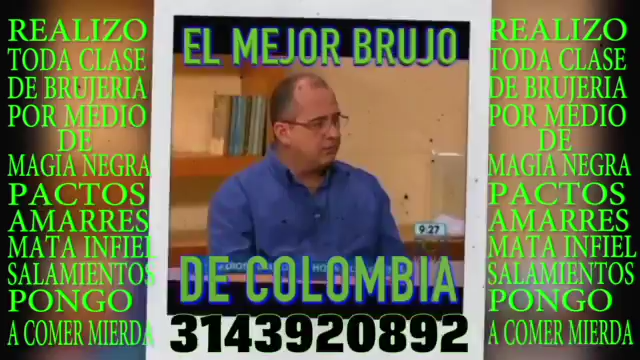 REALIZO
TODA CLASE
DE BRUJERIA
POR MEDIO
DE
MAGIA NEGRA
PACTOS
AMARRES
MATA INFIEL
SALAMIENTOS
PONGO
A COMER MIERDA
EL MEJOR BRUJO
9:27
DE COLOMBIA
3143920892
REALIZO
TODA CLASE
DE BRUJERIA
POR MEDIO
DE
MAGIA NEGRA
PACTOS
AMARRES
MATA INFIEL
SALAMIENTOS
PONGO
A COMER MIERDA